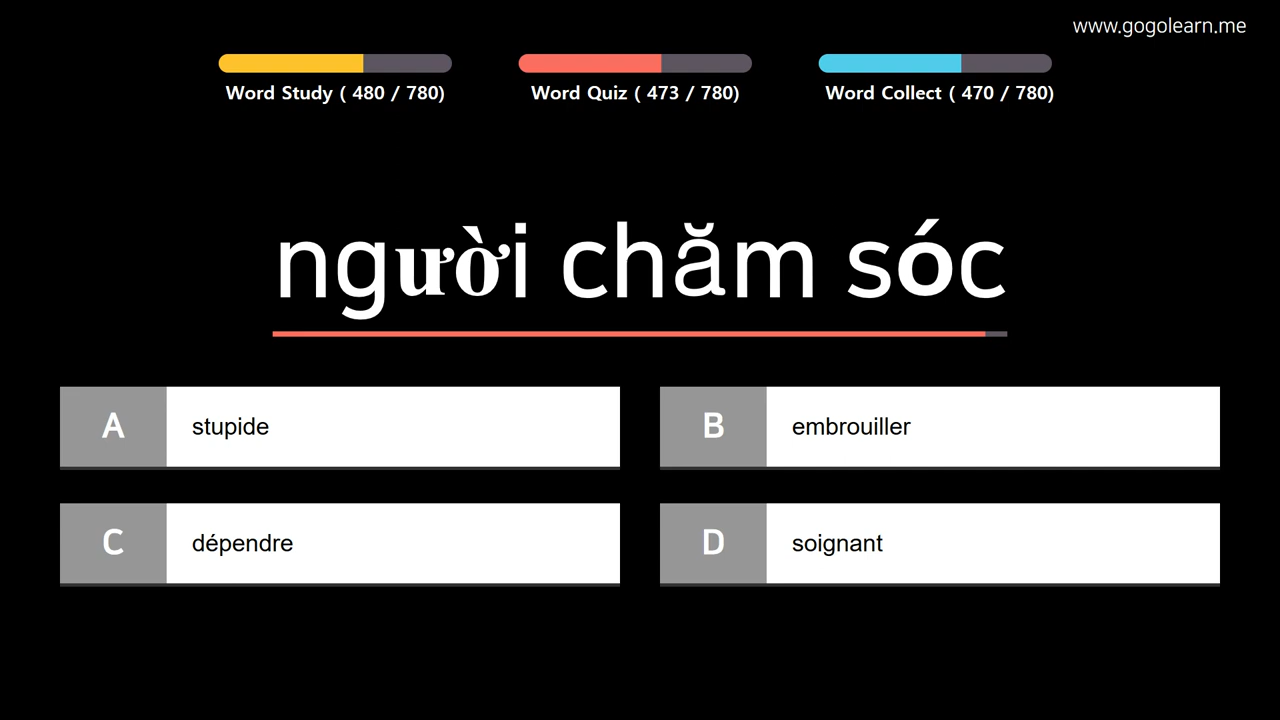 www.gogolearn.me
Word Study ( 480 / 780)
Word Quiz ( 473 / 780)
Word Collect ( 470 / 780)
người chăm sóc
A stupide
B embrouiller
C dépendre
D soignant